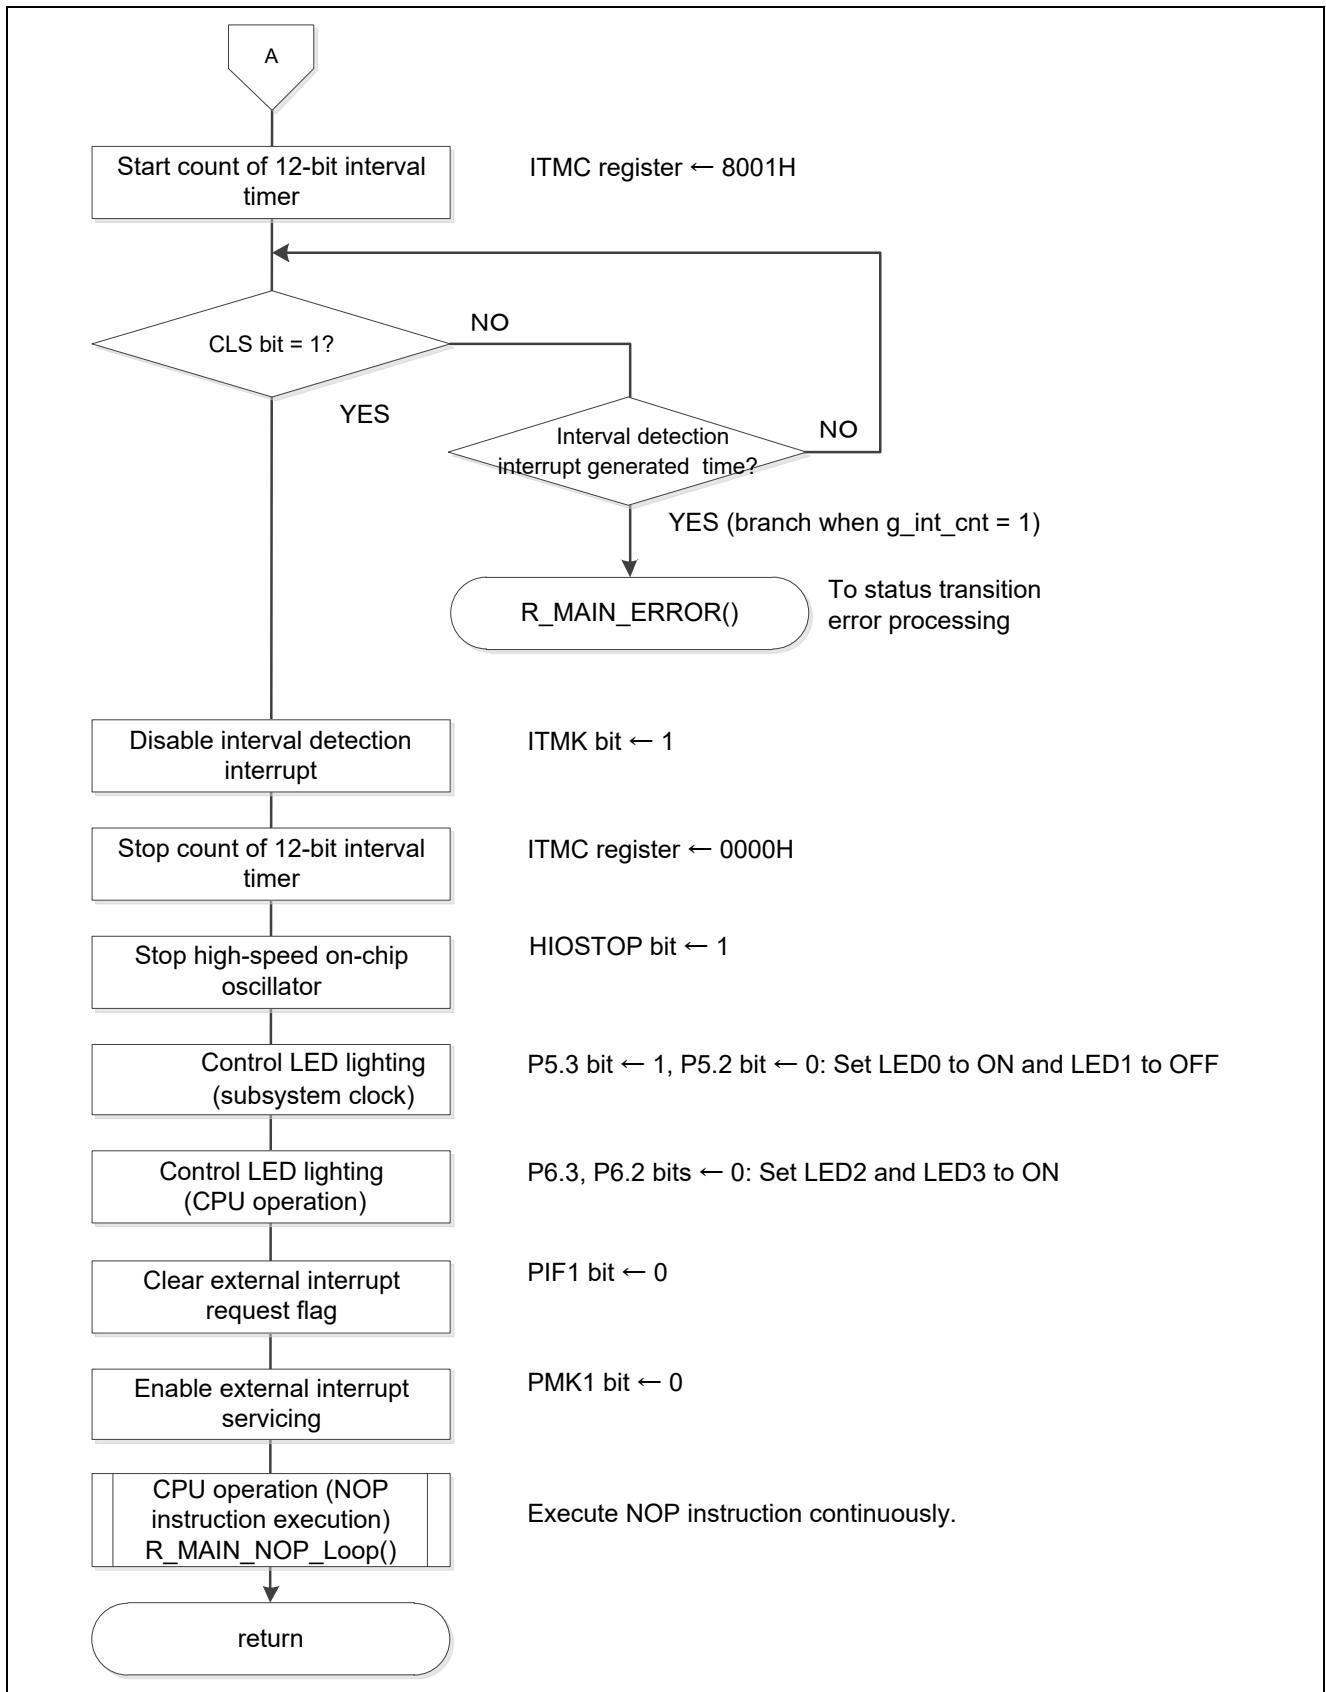 A
Start count of 12-bit interval
timer
ITMC register ← 8001H
CLS bit = 1?
NO
YES
Interval detection
interrupt generated  time?
NO
YES (branch when g_int_cnt = 1)
R_MAIN_ERROR()
To status transition
error processing
Disable interval detection
interrupt
ITMK bit ← 1
Stop count of 12-bit interval
timer
ITMC register ← 0000H
Stop high-speed on-chip
oscillator
HIOSTOP bit ← 1
Control LED lighting
(subsystem clock)
P5.3 bit ← 1, P5.2 bit ← 0: Set LED0 to ON and LED1 to OFF
Control LED lighting
(CPU operation)
P6.3, P6.2 bits ← 0: Set LED2 and LED3 to ON
Clear external interrupt
request flag
PIF1 bit ← 0
Enable external interrupt
servicing
PMK1 bit ← 0
CPU operation (NOP
instruction execution)
R_MAIN_NOP_Loop()
Execute NOP instruction continuously.
return